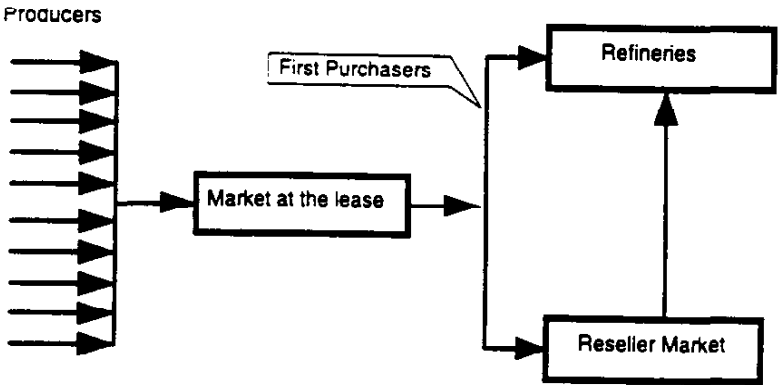 Producers
First Purchasers
Refineries
Market at the lease
Reseller Market